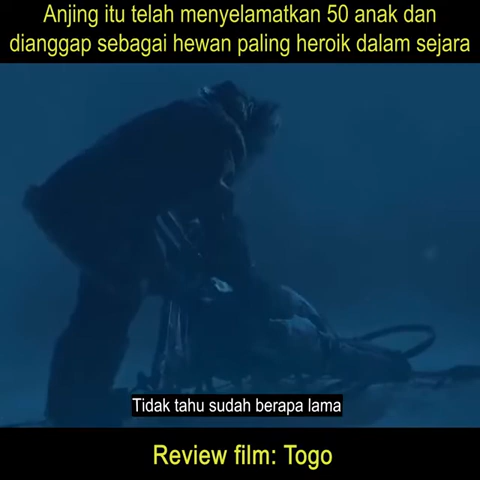 Anjing itu telah menyelamatkan 50 anak dan
dianggap sebagai hewan paling heroik dalam sejara
Tidak tahu sudah berapa lama
Review film: Togo